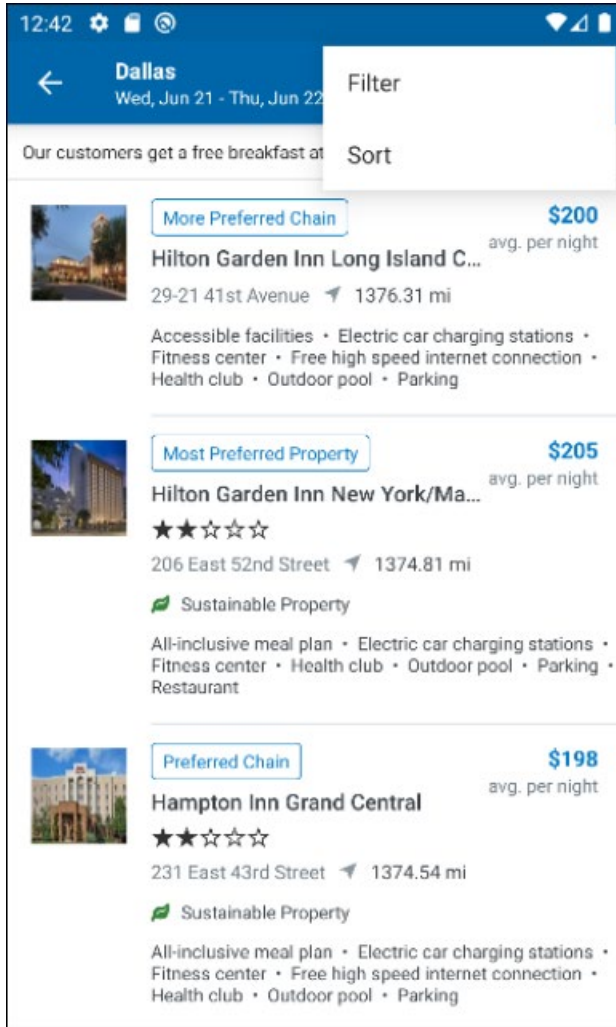 12:42
Dallas
Wed, Jun 21 - Thu, Jun 22
Filter
Sort
Our customers get a free breakfast at
More Preferred Chain
$200
avg. per night
Hilton Garden Inn Long Island C...
29-21 41st Avenue 1376.31 mi
Accessible facilities • Electric car charging stations •
Fitness center • Free high speed internet connection •
Health club • Outdoor pool • Parking
Most Preferred Property
$205
avg. per night
Hilton Garden Inn New York/Ma...
206 East 52nd Street 1374.81 mi
Sustainable Property
All-inclusive meal plan • Electric car charging stations •
Fitness center • Health club • Outdoor pool • Parking •
Restaurant
Preferred Chain
$198
avg. per night
Hampton Inn Grand Central
231 East 43rd Street 1374.54 mi
Sustainable Property
All-inclusive meal plan • Electric car charging stations •
Fitness center • Free high speed internet connection •
Health club • Outdoor pool • Parking